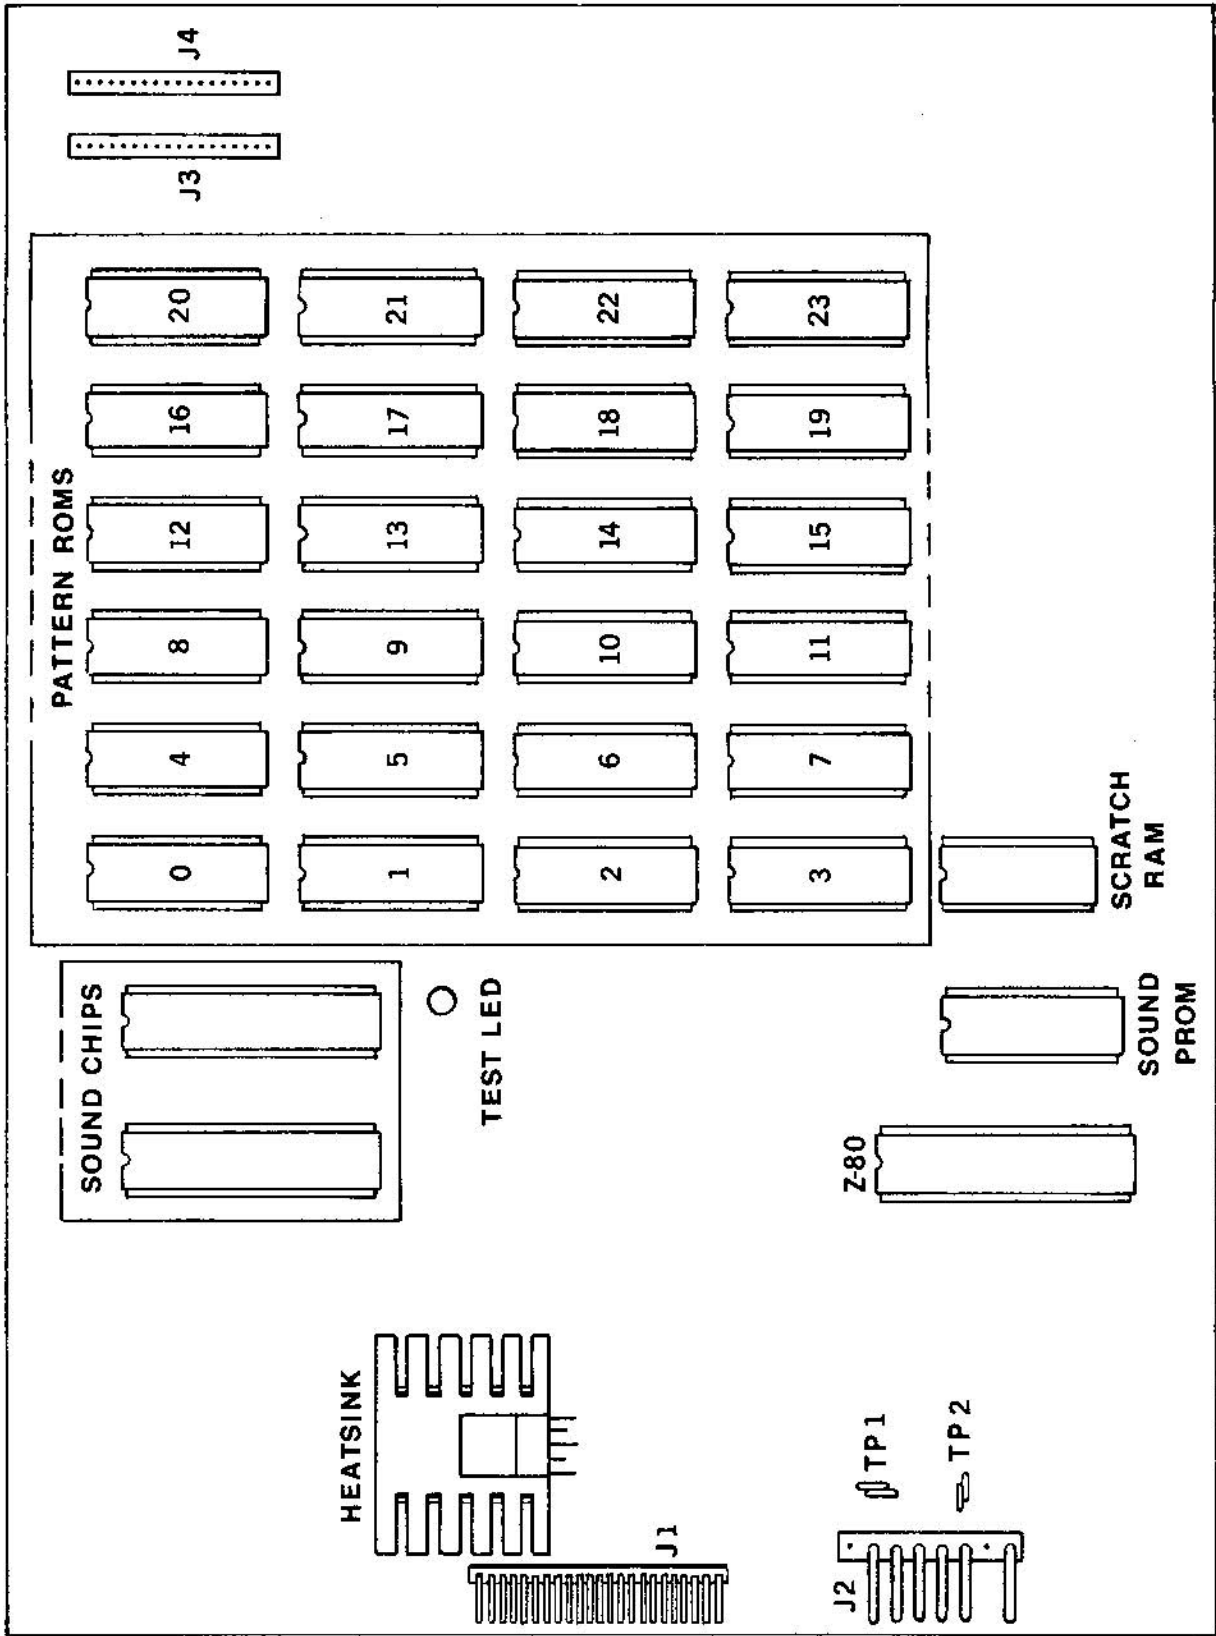 J4
J3
PATTERN ROMS
20
21
22
23
16
17
18
19
12
13
14
15
8
9
10
11
4
5
6
7
0
1
2
3
SCRATCH
RAM
SOUND CHIPS
TEST LED
SOUND
PROM
Z-80
HEATSINK
J1
J2
TP1
TP2